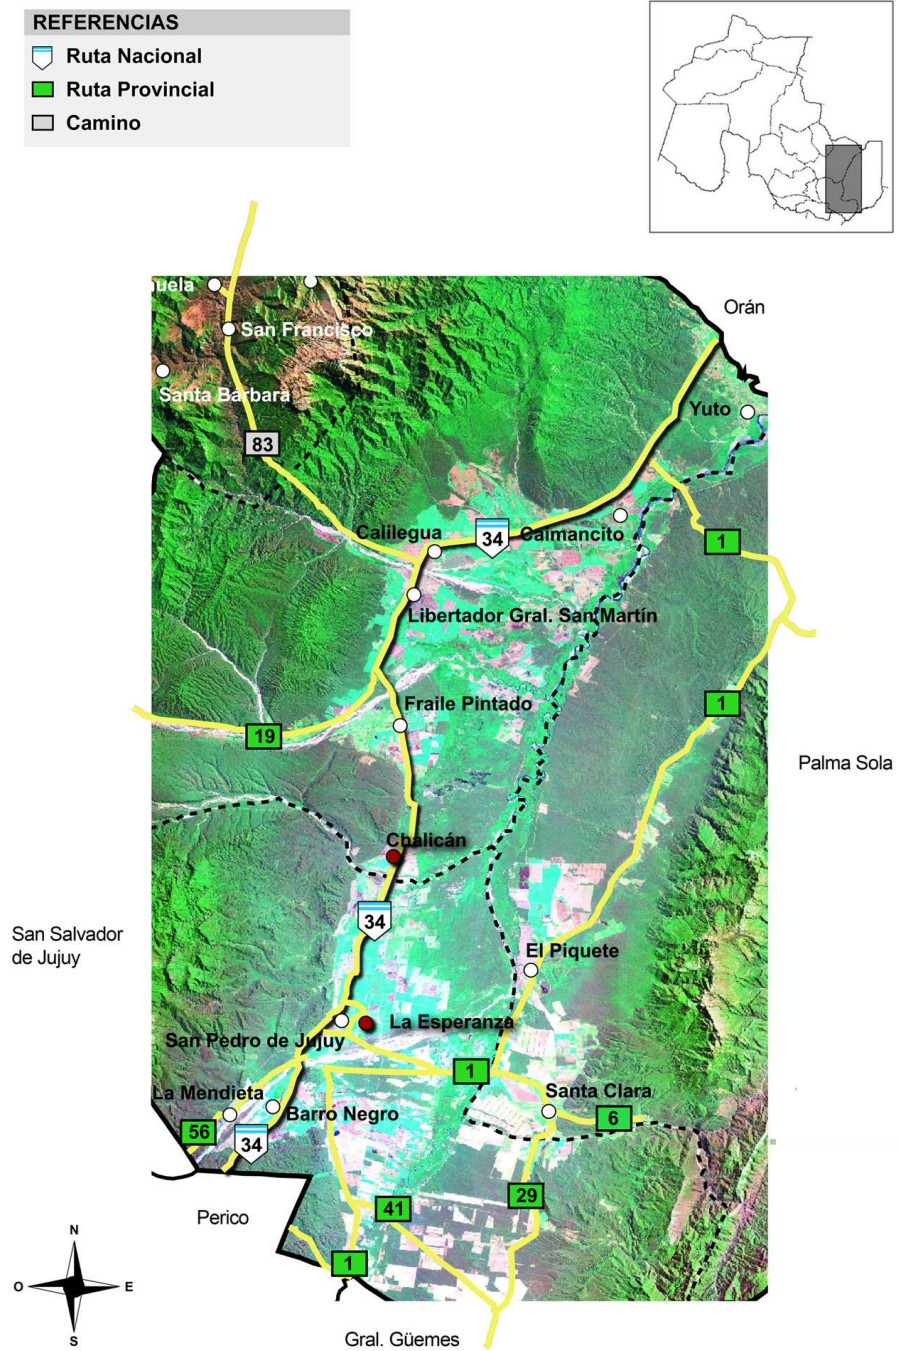 REFERENCIAS
Ruta Nacional
Ruta Provincial
Camino
Orán
uela
San Francisco
Santa Bárbara
Yuto
83
Calilegua
34
Caimancito
1
Libertador Gral. San Martín
Fraile Pintado
1
19
Palma Sola
Chalicán
34
San Salvador
de Jujuy
El Piquete
La Esperanza
San Pedro de Jujuy
1
La Mendieta
Santa Clara
Barro Negro
6
56
34
29
41
Perico
1
N
O
E
S
Gral. Güemes